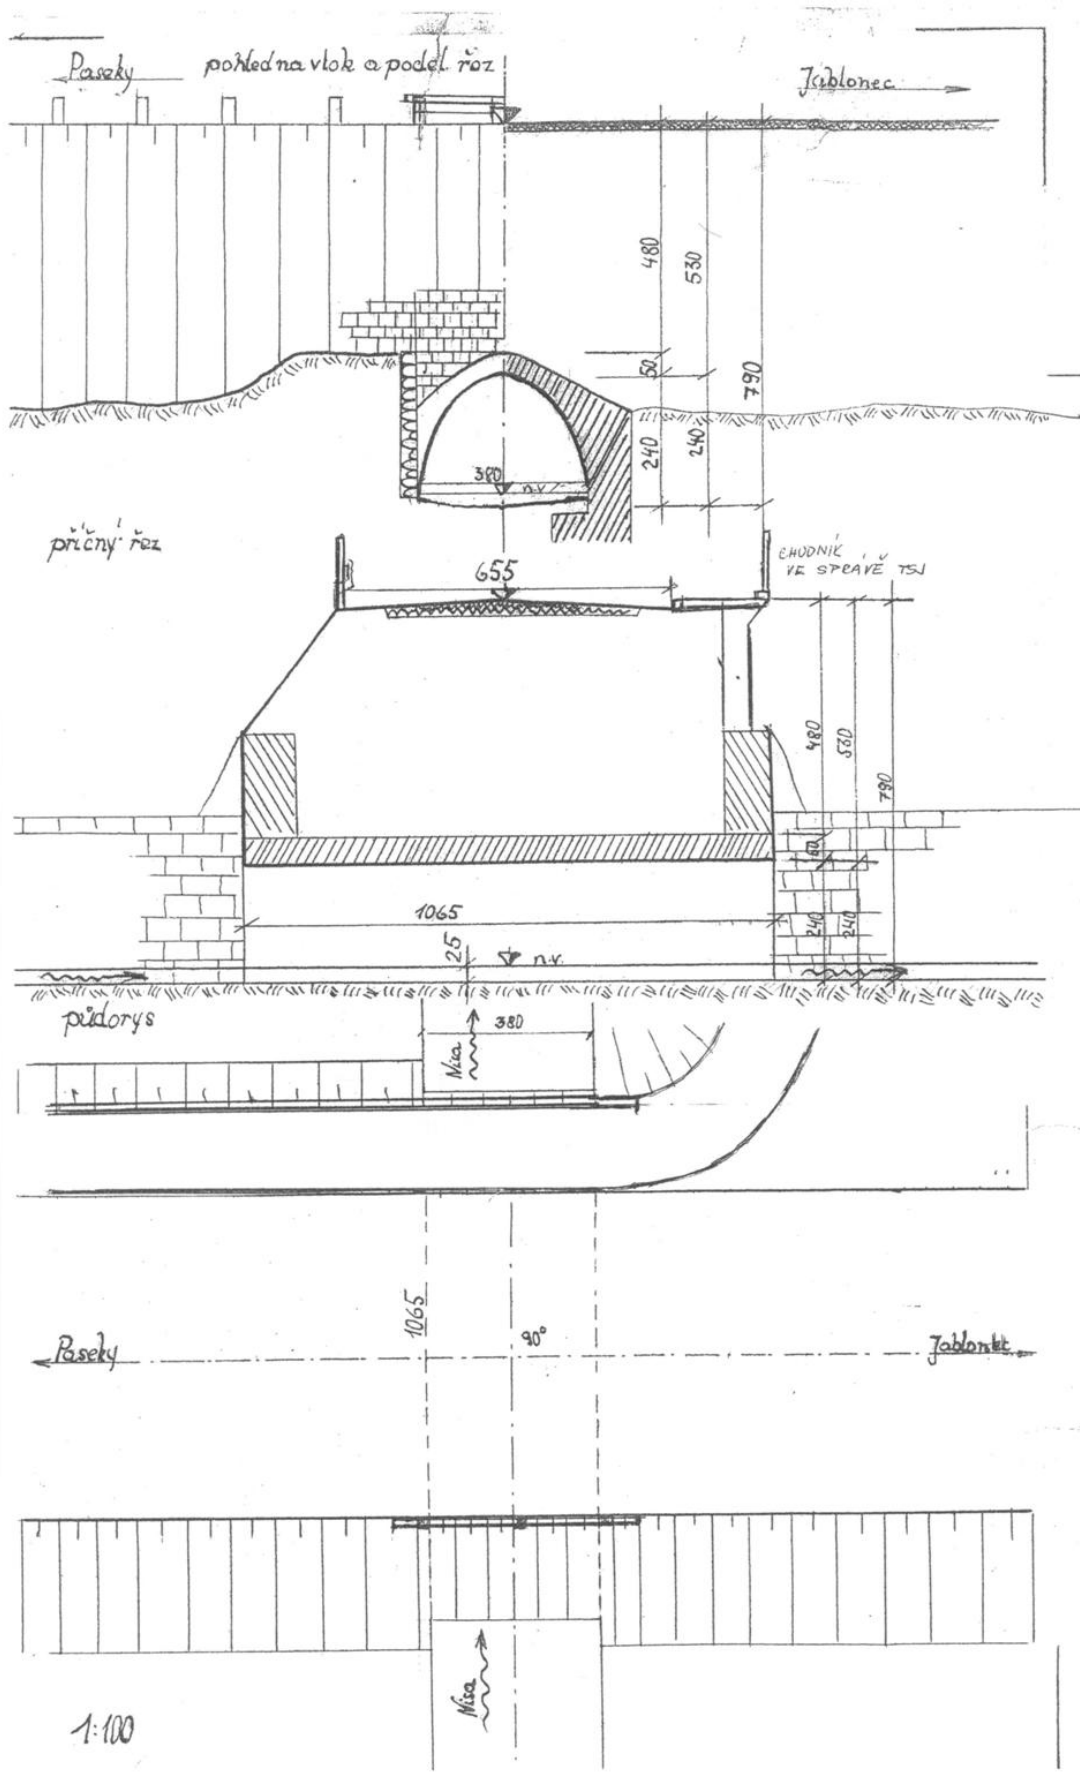 Paseky
pohled na vtok a podél. řez
Jablonec
480
530
50
790
240
240
380
n.v.
příčný řez
655
CHODNÍK
VE SPRÁVĚ TSJ
480
530
790
1065
240
240
25
n.v.
půdorys
380
Nisa
1065
90°
Paseky
Jablonec
Nisa
1:100